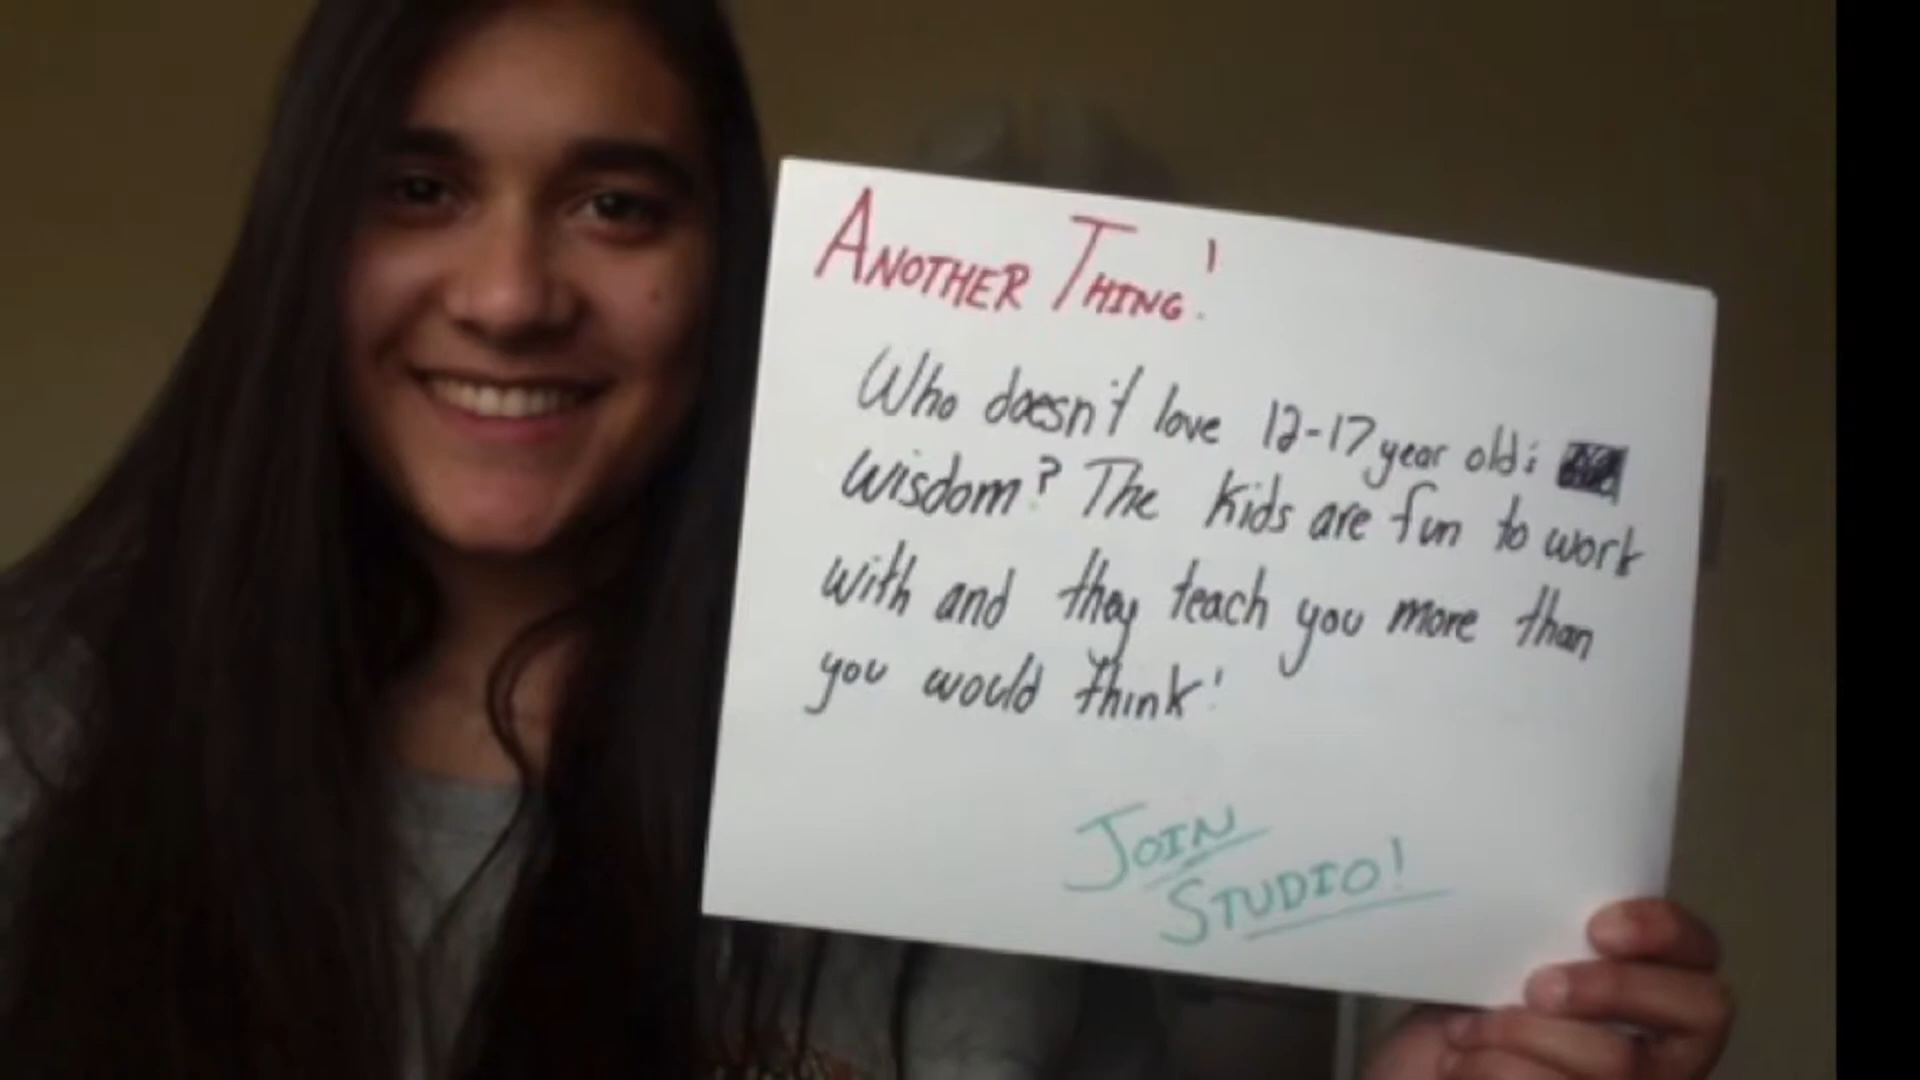 ANOTHER THING!
Who doesn't love 12-17 year olds
wisdom? The kids are fun to work
with and they teach you more than
you would think!
JOIN
STUDIO!